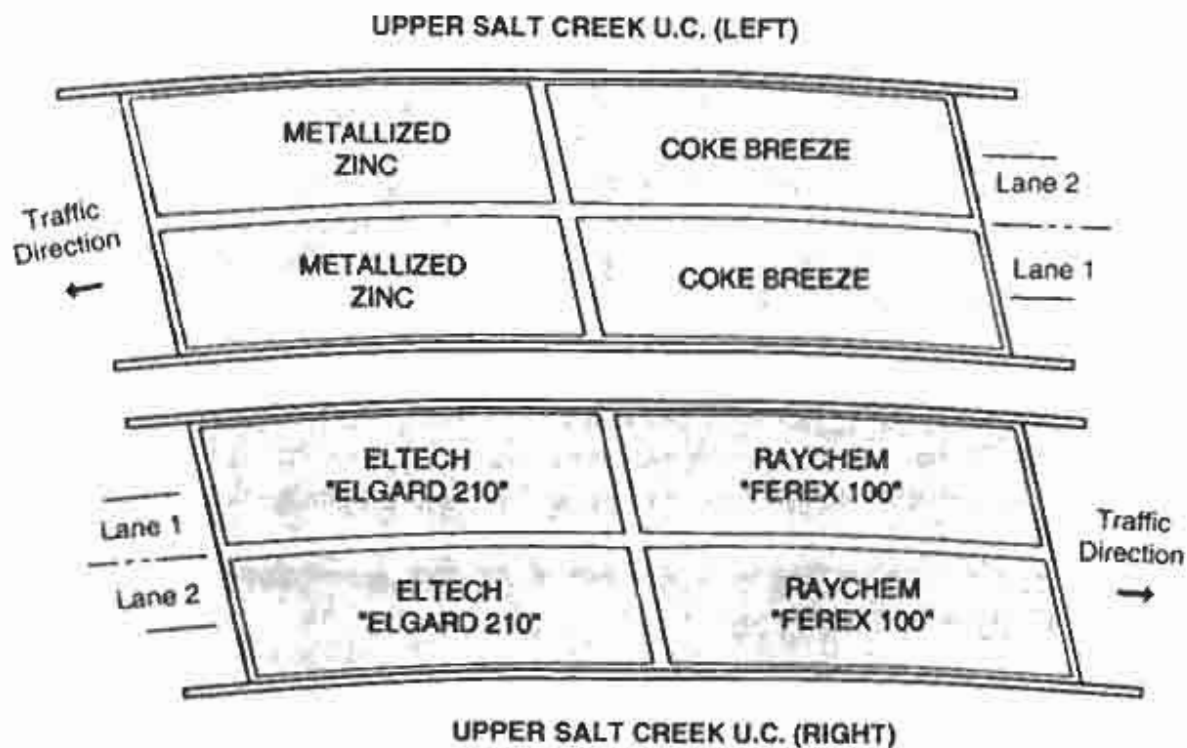 UPPER SALT CREEK U.C. (LEFT)
METALLIZED
ZINC
COKE BREEZE
Lane 2
Traffic
Direction
METALLIZED
ZINC
COKE BREEZE
Lane 1
ELTECH
"ELGARD 210"
RAYCHEM
"FEREX 100"
Lane 1
Traffic
Direction
Lane 2
ELTECH
"ELGARD 210"
RAYCHEM
"FEREX 100"
UPPER SALT CREEK U.C. (RIGHT)